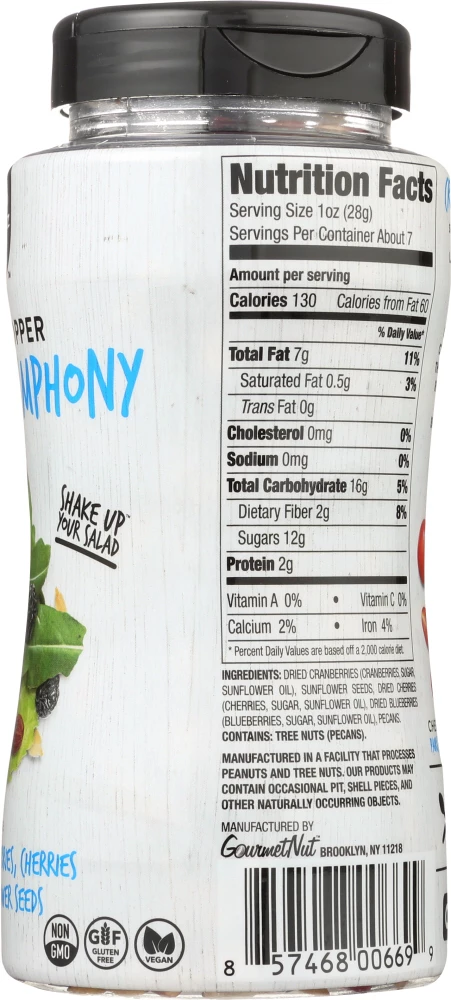 Nutrition Facts
Serving Size 1oz (28g)
Servings Per Container About 7
Amount per serving
Calories 130 Calories from Fat 60
% Daily Value*
Total Fat 7g 11%
Saturated Fat 0.5g 3%
Trans Fat 0g
Cholesterol 0mg 0%
Sodium 0mg 0%
Total Carbohydrate 16g 5%
Dietary Fiber 2g 8%
Sugars 12g
Protein 2g
Vitamin A 0% • Vitamin C 0%
Calcium 2% • Iron 4%
* Percent Daily Values are based off a 2,000 calorie diet.
INGREDIENTS: DRIED CRANBERRIES (CRANBERRIES, SUGAR,
SUNFLOWER OIL), SUNFLOWER SEEDS, DRIED CHERRIES
(CHERRIES, SUGAR, SUNFLOWER OIL), DRIED BLUEBERRIES
(BLUEBERRIES, SUGAR, SUNFLOWER OIL), PECANS.
CONTAINS: TREE NUTS (PECANS).
MANUFACTURED IN A FACILITY THAT PROCESSES
PEANUTS AND TREE NUTS. OUR PRODUCTS MAY
CONTAIN OCCASIONAL PIT, SHELL PIECES, AND
OTHER NATURALLY OCCURRING OBJECTS.
MANUFACTURED BY
GourmetNut™ BROOKLYN, NY 11218
8 57468 00669 9
PPER
MPHONY
SHAKE UP™
YOUR SALAD
RIES, CHERRIES
ER SEEDS
NON
GMO
GF
GLUTEN
FREE
VEGAN